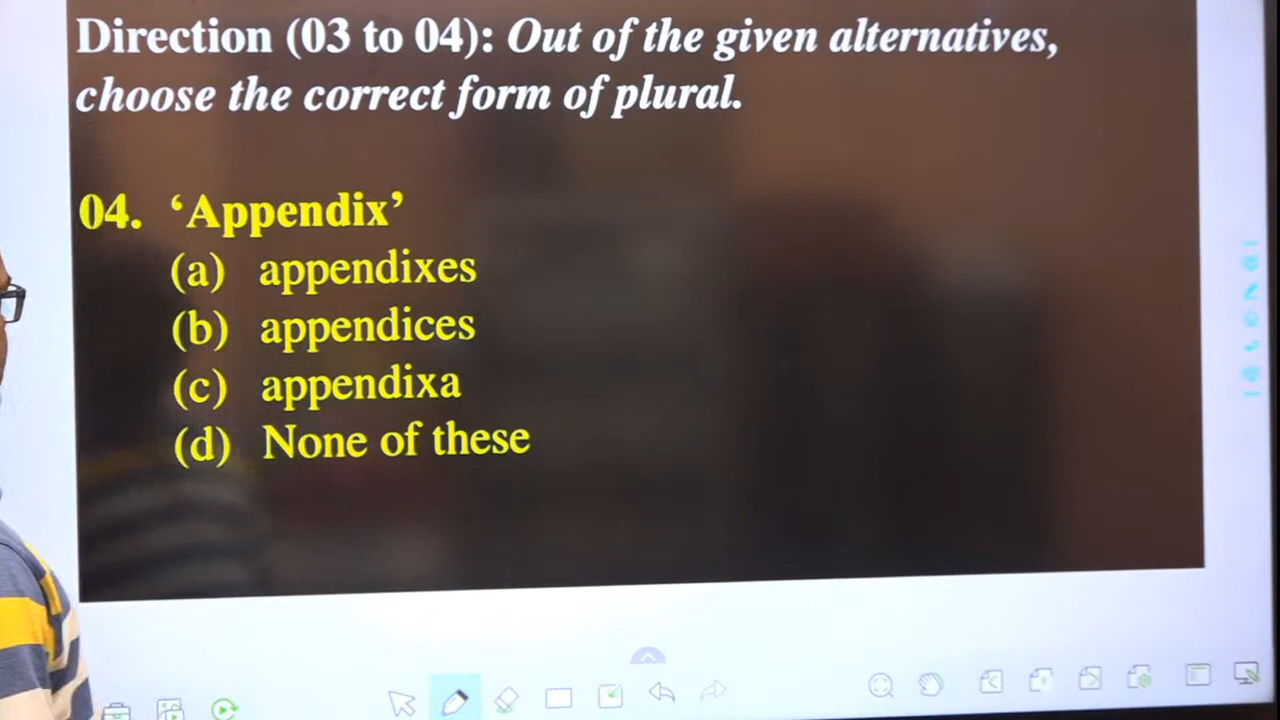 Direction (03 to 04): Out of the given alternatives,
choose the correct form of plural.
04. ‘Appendix’
(a) appendixes
(b) appendices
(c) appendixa
(d) None of these